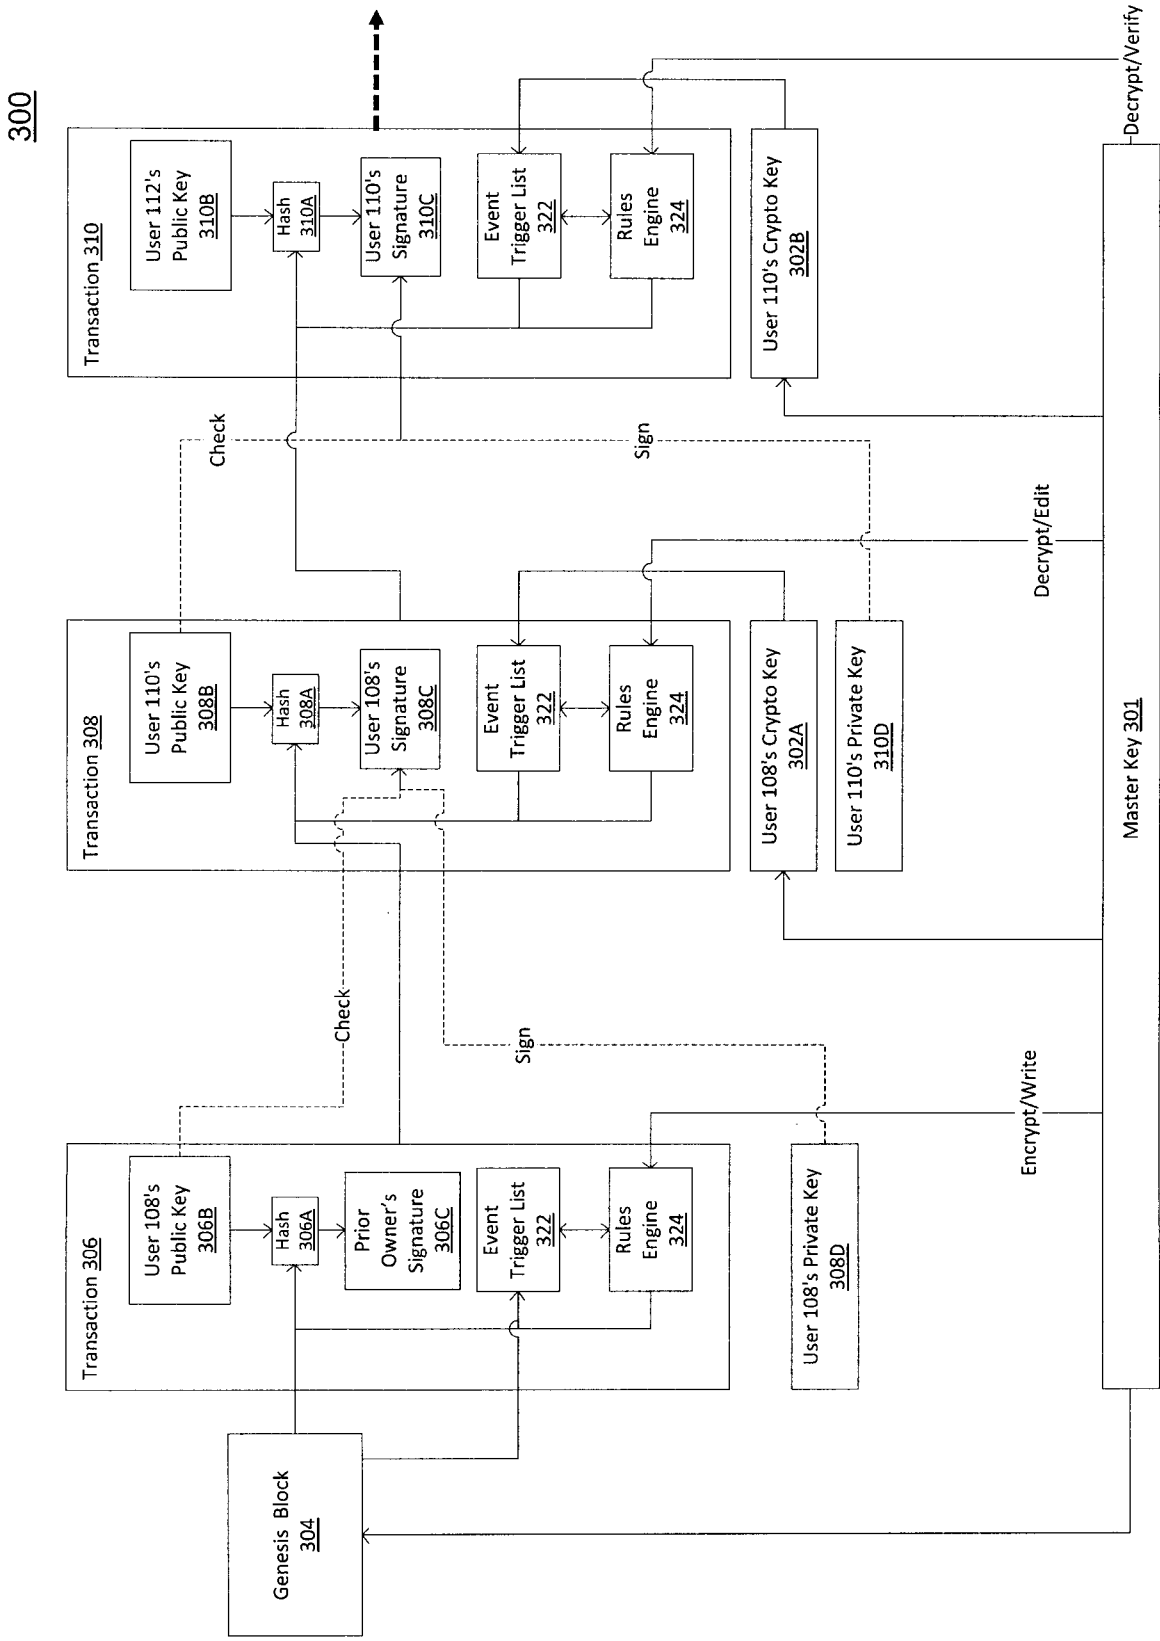 300
Genesis Block
304
Transaction 306
User 108's
Public Key
306B
Hash
306A
Prior
Owner's
Signature
306C
Event
Trigger List
322
Rules
Engine
324
User 108's Private Key
308D
Encrypt/Write
Check
Sign
Transaction 308
User 110's
Public Key
308B
Hash
308A
User 108's
Signature
308C
Event
Trigger List
322
Rules
Engine
324
User 108's Crypto Key
302A
User 110's Private Key
310D
Decrypt/Edit
Check
Sign
Transaction 310
User 112's
Public Key
310B
Hash
310A
User 110's
Signature
310C
Event
Trigger List
322
Rules
Engine
324
User 110's Crypto Key
302B
Decrypt/Verify
Master Key 301